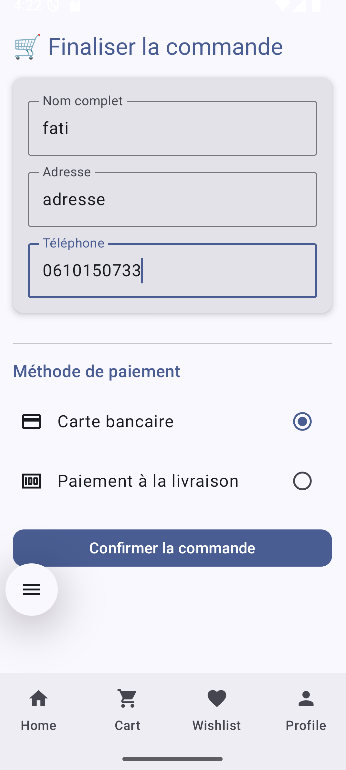 4:22
Finaliser la commande
Nom complet
fati
Adresse
adresse
Téléphone
0610150733
Méthode de paiement
Carte bancaire
Paiement à la livraison
Confirmer la commande
Home Cart Wishlist Profile